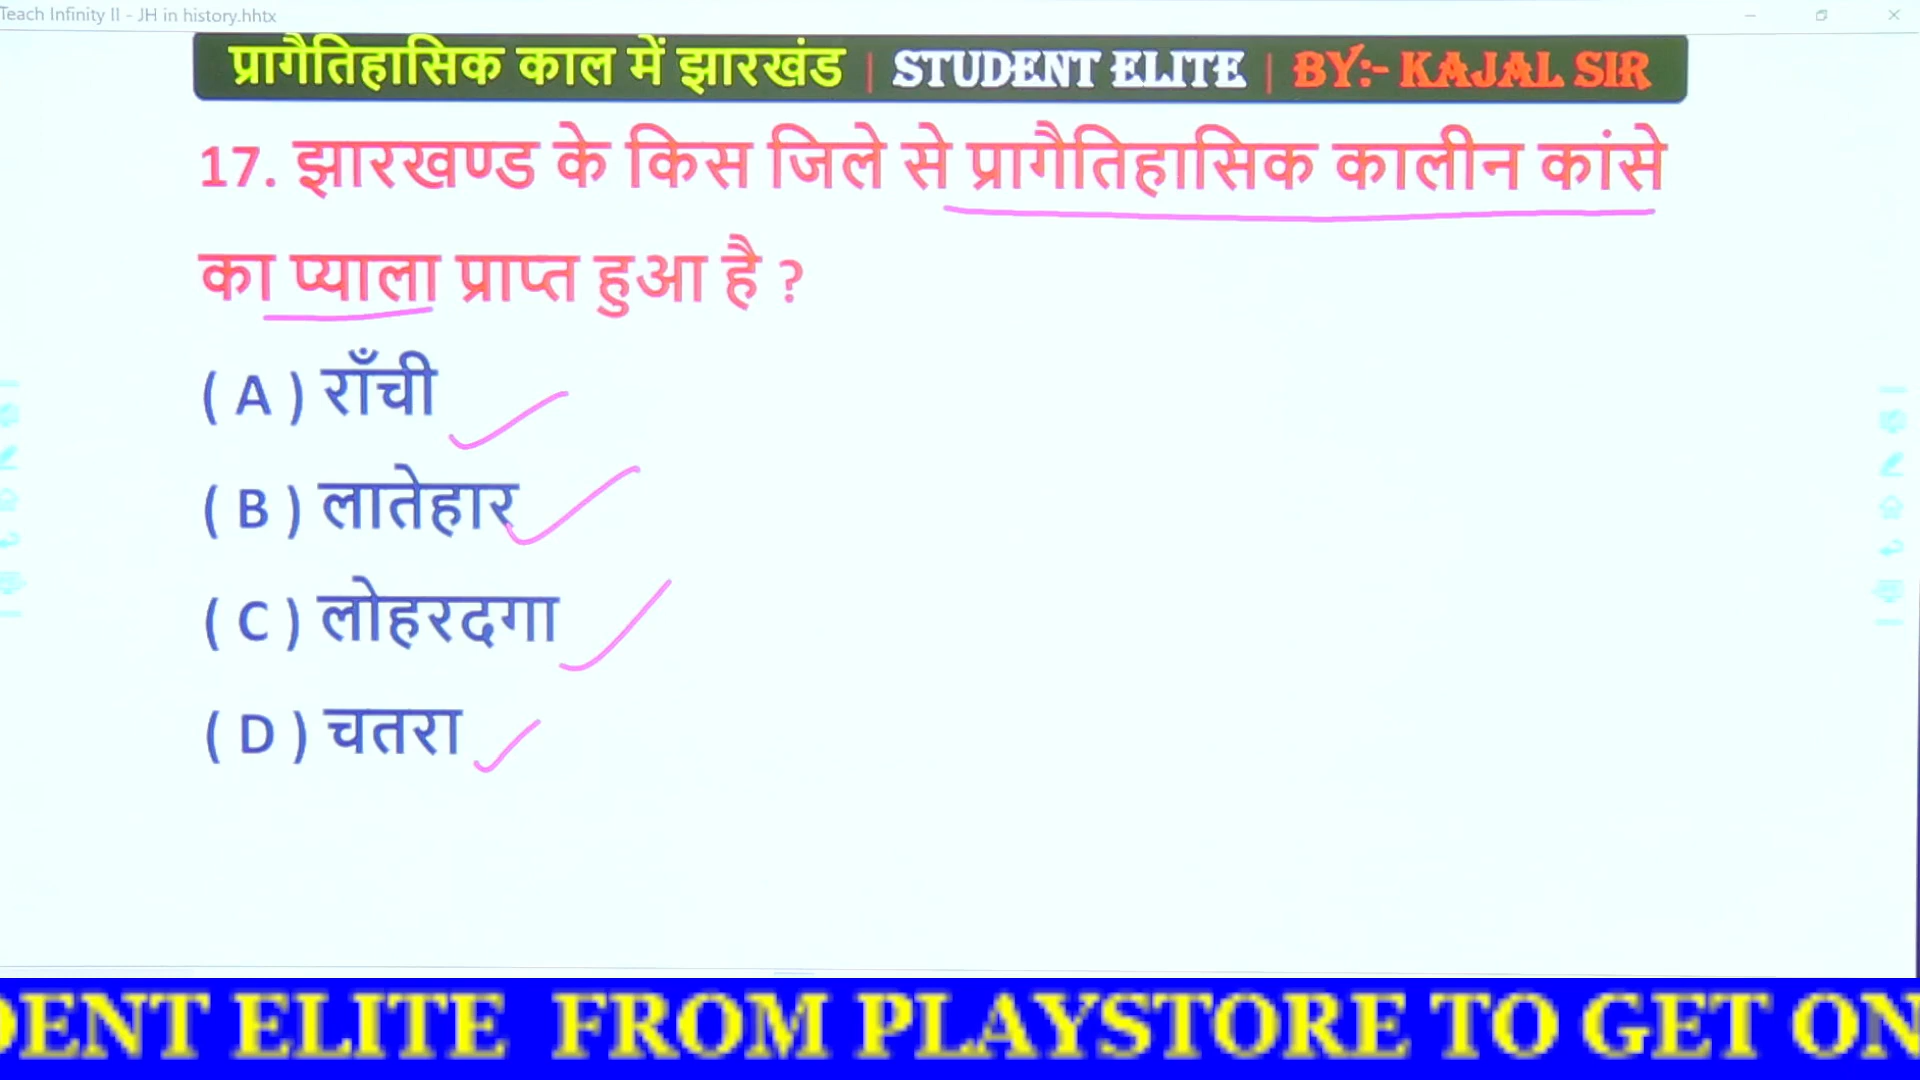 Teach Infinity II - JH in history.hhtx
प्रागैतिहासिक काल में झारखंड | STUDENT ELITE | BY:- KAJAL SIR
17. झारखण्ड के किस जिले से प्रागैतिहासिक कालीन कांसे
का प्याला प्राप्त हुआ है ?
( A ) राँची
( B ) लातेहार
( C ) लोहरदगा
( D ) चतरा
DENT ELITE FROM PLAYSTORE TO GET ON